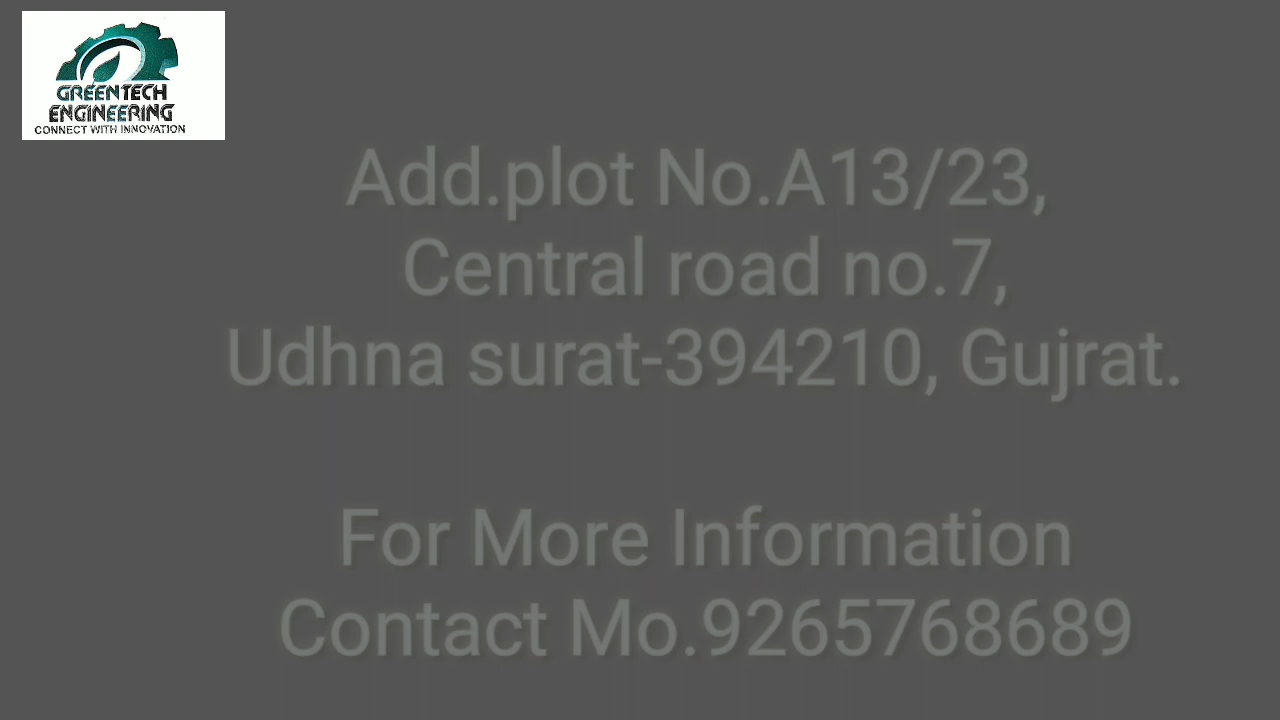 GREENTECH
ENGINEERING
CONNECT WITH INNOVATION
Add.plot No.A13/23,
Central road no.7,
Udhna surat-394210, Gujrat.
For More Information
Contact Mo.9265768689